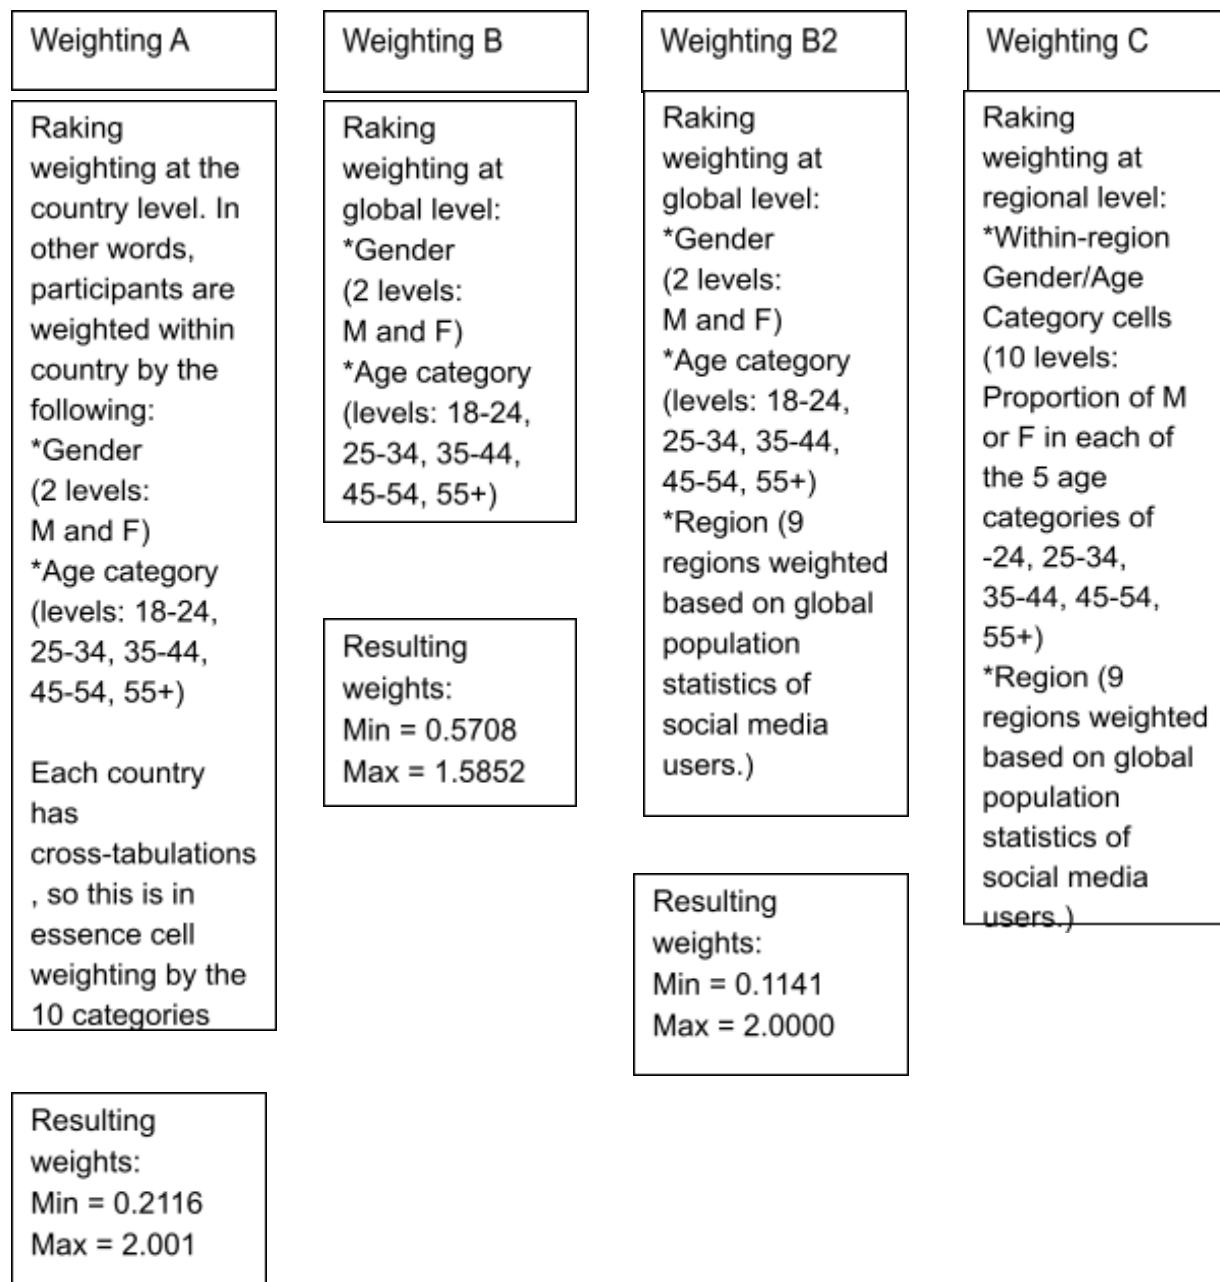 Weighting A
Raking
weighting at the
country level. In
other words,
participants are
weighted within
country by the
following:
*Gender
(2 levels:
M and F)
*Age category
(levels: 18-24,
25-34, 35-44,
45-54, 55+)
Each country
has
cross-tabulations
, so this is in
essence cell
weighting by the
10 categories
Resulting
weights:
Min = 0.2116
Max = 2.001
Weighting B
Raking
weighting at
global level:
*Gender
(2 levels:
M and F)
*Age category
(levels: 18-24,
25-34, 35-44,
45-54, 55+)
Resulting
weights:
Min = 0.5708
Max = 1.5852
Weighting B2
Raking
weighting at
global level:
*Gender
(2 levels:
M and F)
*Age category
(levels: 18-24,
25-34, 35-44,
45-54, 55+)
*Region (9
regions weighted
based on global
population
statistics of
social media
users.)
Resulting
weights:
Min = 0.1141
Max = 2.0000
Weighting C
Raking
weighting at
regional level:
*Within-region
Gender/Age
Category cells
(10 levels:
Proportion of M
or F in each of
the 5 age
categories of
-24, 25-34,
35-44, 45-54,
55+)
*Region (9
regions weighted
based on global
population
statistics of
social media
users.)